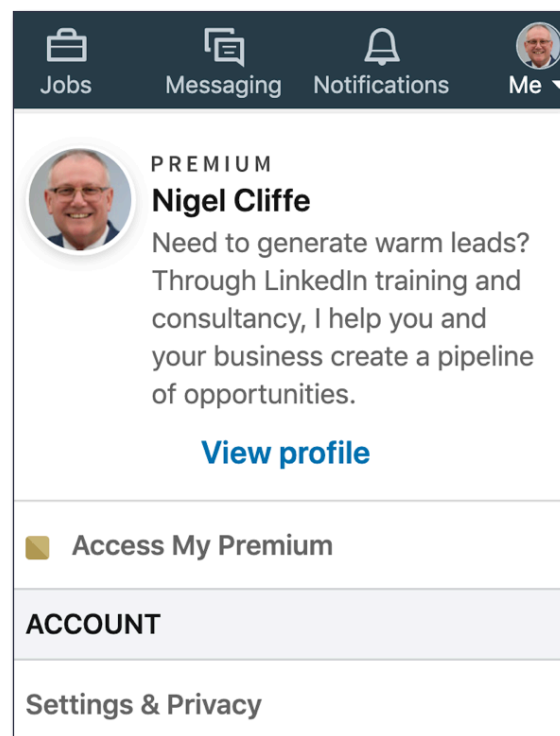 Jobs
Messaging
Notifications
Me
PREMIUM
Nigel Cliffe
Need to generate warm leads?
Through LinkedIn training and
consultancy, I help you and
your business create a pipeline
of opportunities.
View profile
Access My Premium
ACCOUNT
Settings & Privacy